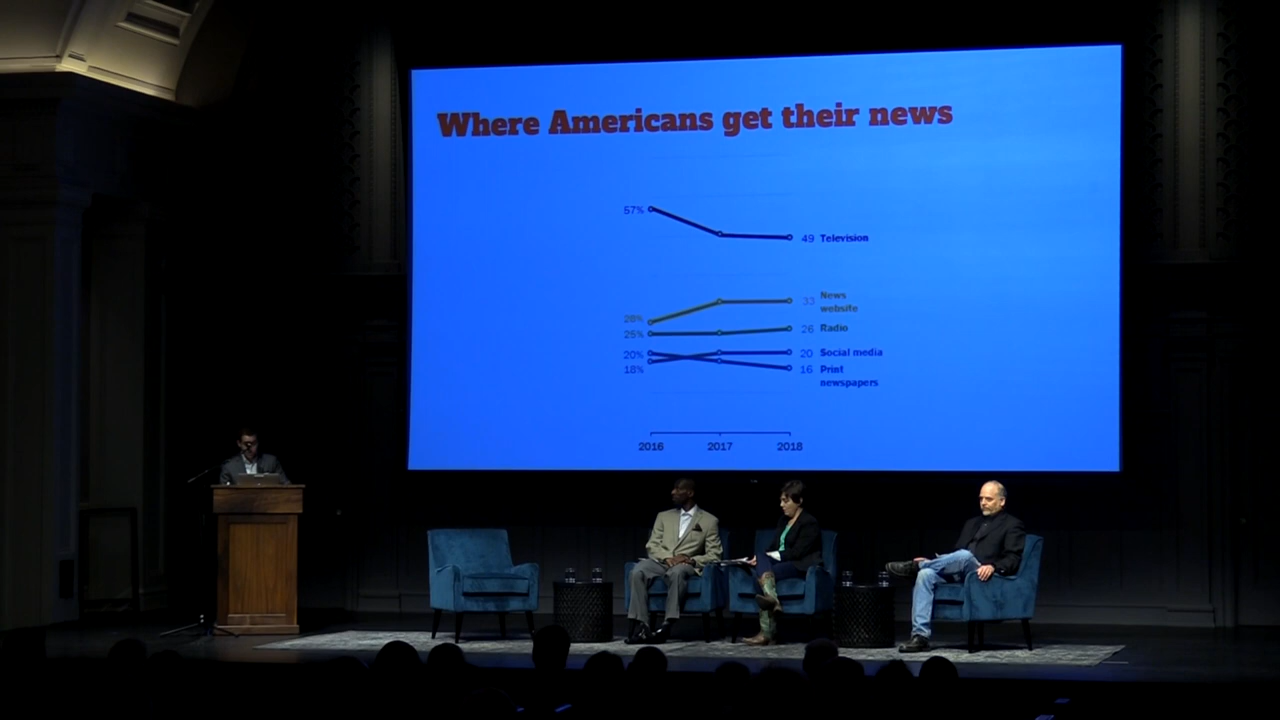 Where Americans get their news
57%
49 Television
28%
33 News
website
25%
26 Radio
20%
20 Social media
18%
16 Print
newspapers
2016 2017 2018